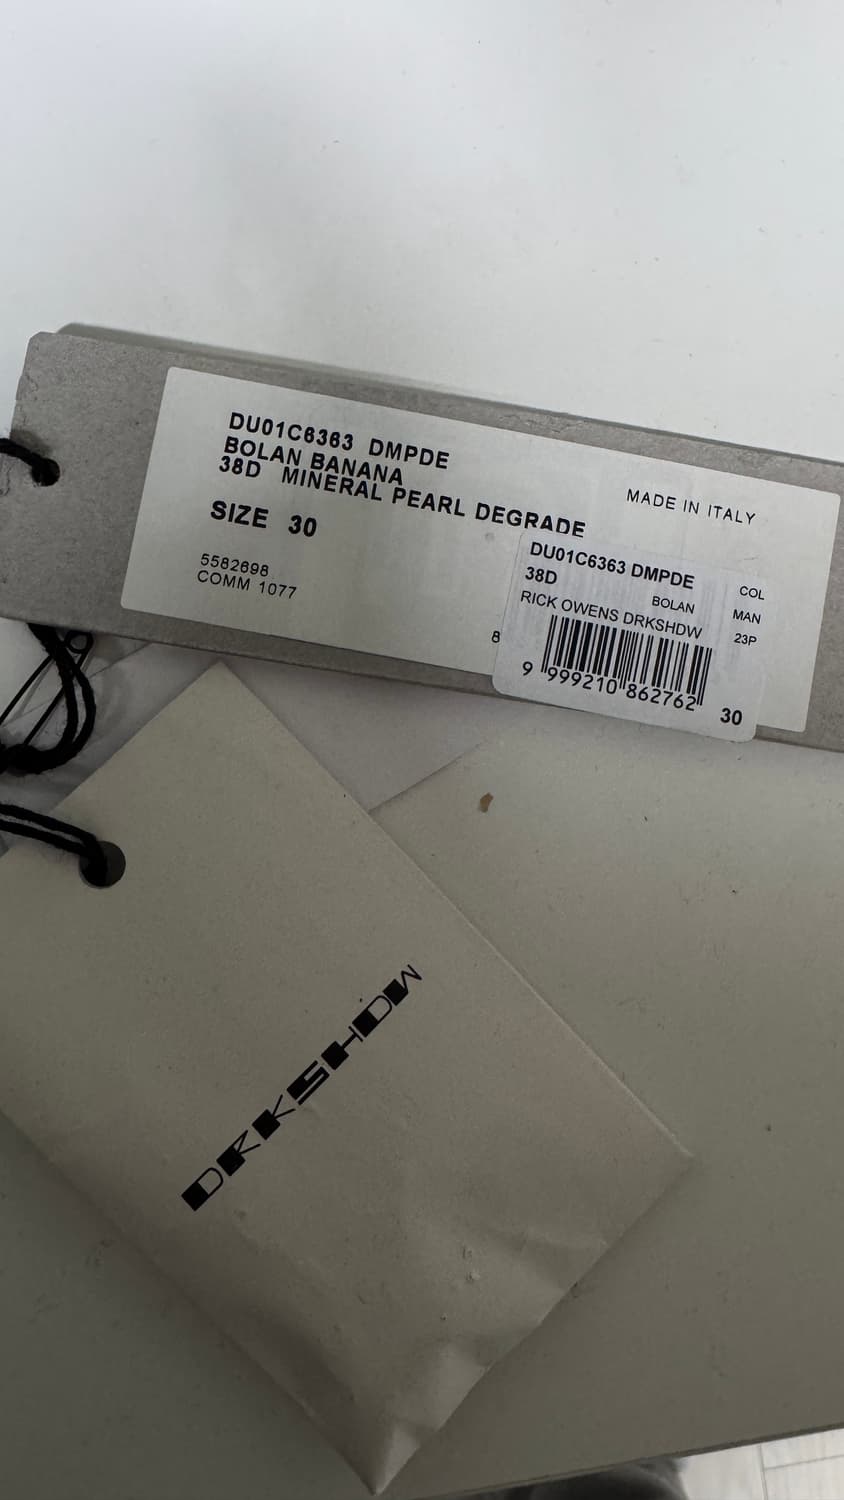 DU01C6363 DMPDE
BOLAN BANANA
38D MINERAL PEARL DEGRADE
MADE IN ITALY
SIZE 30
5582698
COMM 1077
8
DU01C6363 DMPDE
38D
COL
BOLAN
MAN
RICK OWENS DRKSHDW
23P
9 999210 862762
30
DRKSHDW